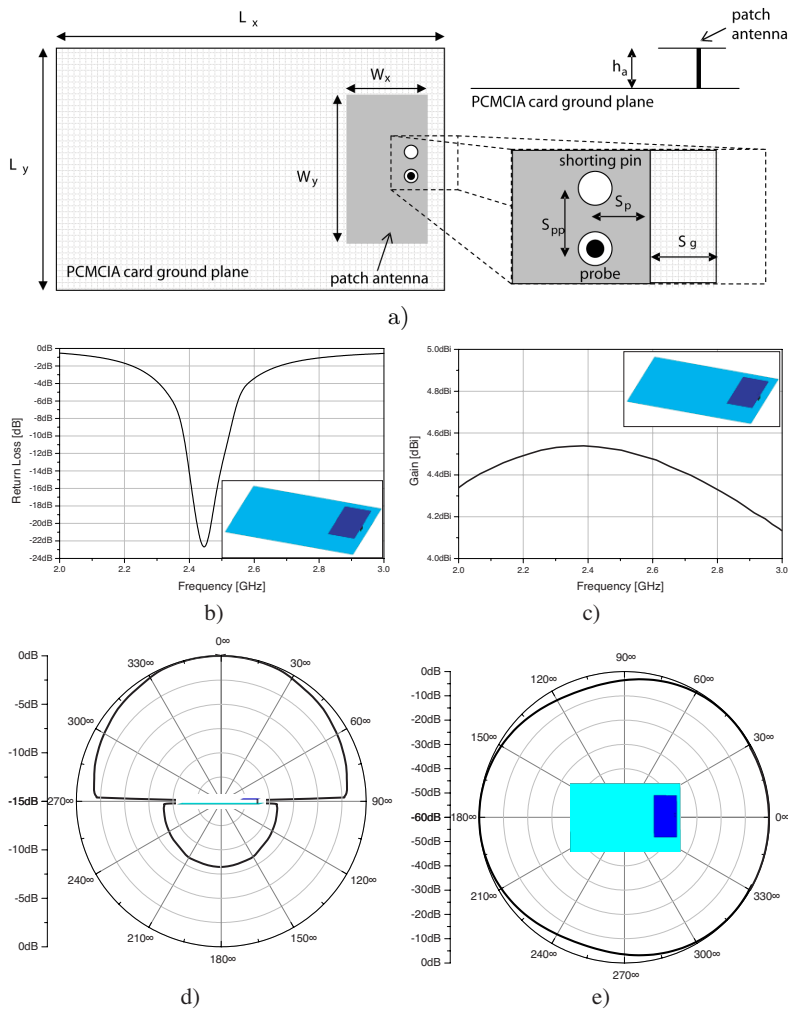 L x
patch
antenna
h a
W x
PCMCIA card ground plane
L y
W y
shorting pin
S p
S pp
S g
probe
PCMCIA card ground plane
patch antenna
a)
0dB
-2dB
-4dB
-6dB
-8dB
-10dB
-12dB
-14dB
-16dB
-18dB
-20dB
-22dB
-24dB
Return Loss [dB]
2.0 2.2 2.4 2.6 2.8 3.0
Frequency [GHz]
b)
5.0dBi
4.8dBi
4.6dBi
4.4dBi
4.2dBi
4.0dBi
Gain [dBi]
2.0 2.2 2.4 2.6 2.8 3.0
Frequency [GHz]
c)
0dB
-5dB
-10dB
-15dB
-10dB
-5dB
0dB
0∞
30∞
60∞
90∞
120∞
150∞
180∞
210∞
240∞
270∞
300∞
330∞
d)
0dB
-10dB
-20dB
-30dB
-40dB
-50dB
-60dB
-50dB
-40dB
-30dB
-20dB
-10dB
0dB
90∞
60∞
30∞
0∞
330∞
300∞
270∞
240∞
210∞
180∞
150∞
120∞
e)